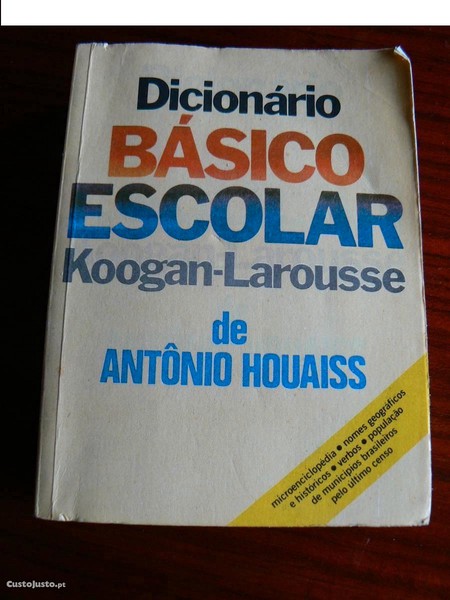 Dicionário
BÁSICO
ESCOLAR
Koogan-Larousse
de
ANTÔNIO HOUAISS
microenciclopédia • nomes geográficos
e históricos • verbos • população
de municípios brasileiros
pelo último censo
CustoJusto.pt